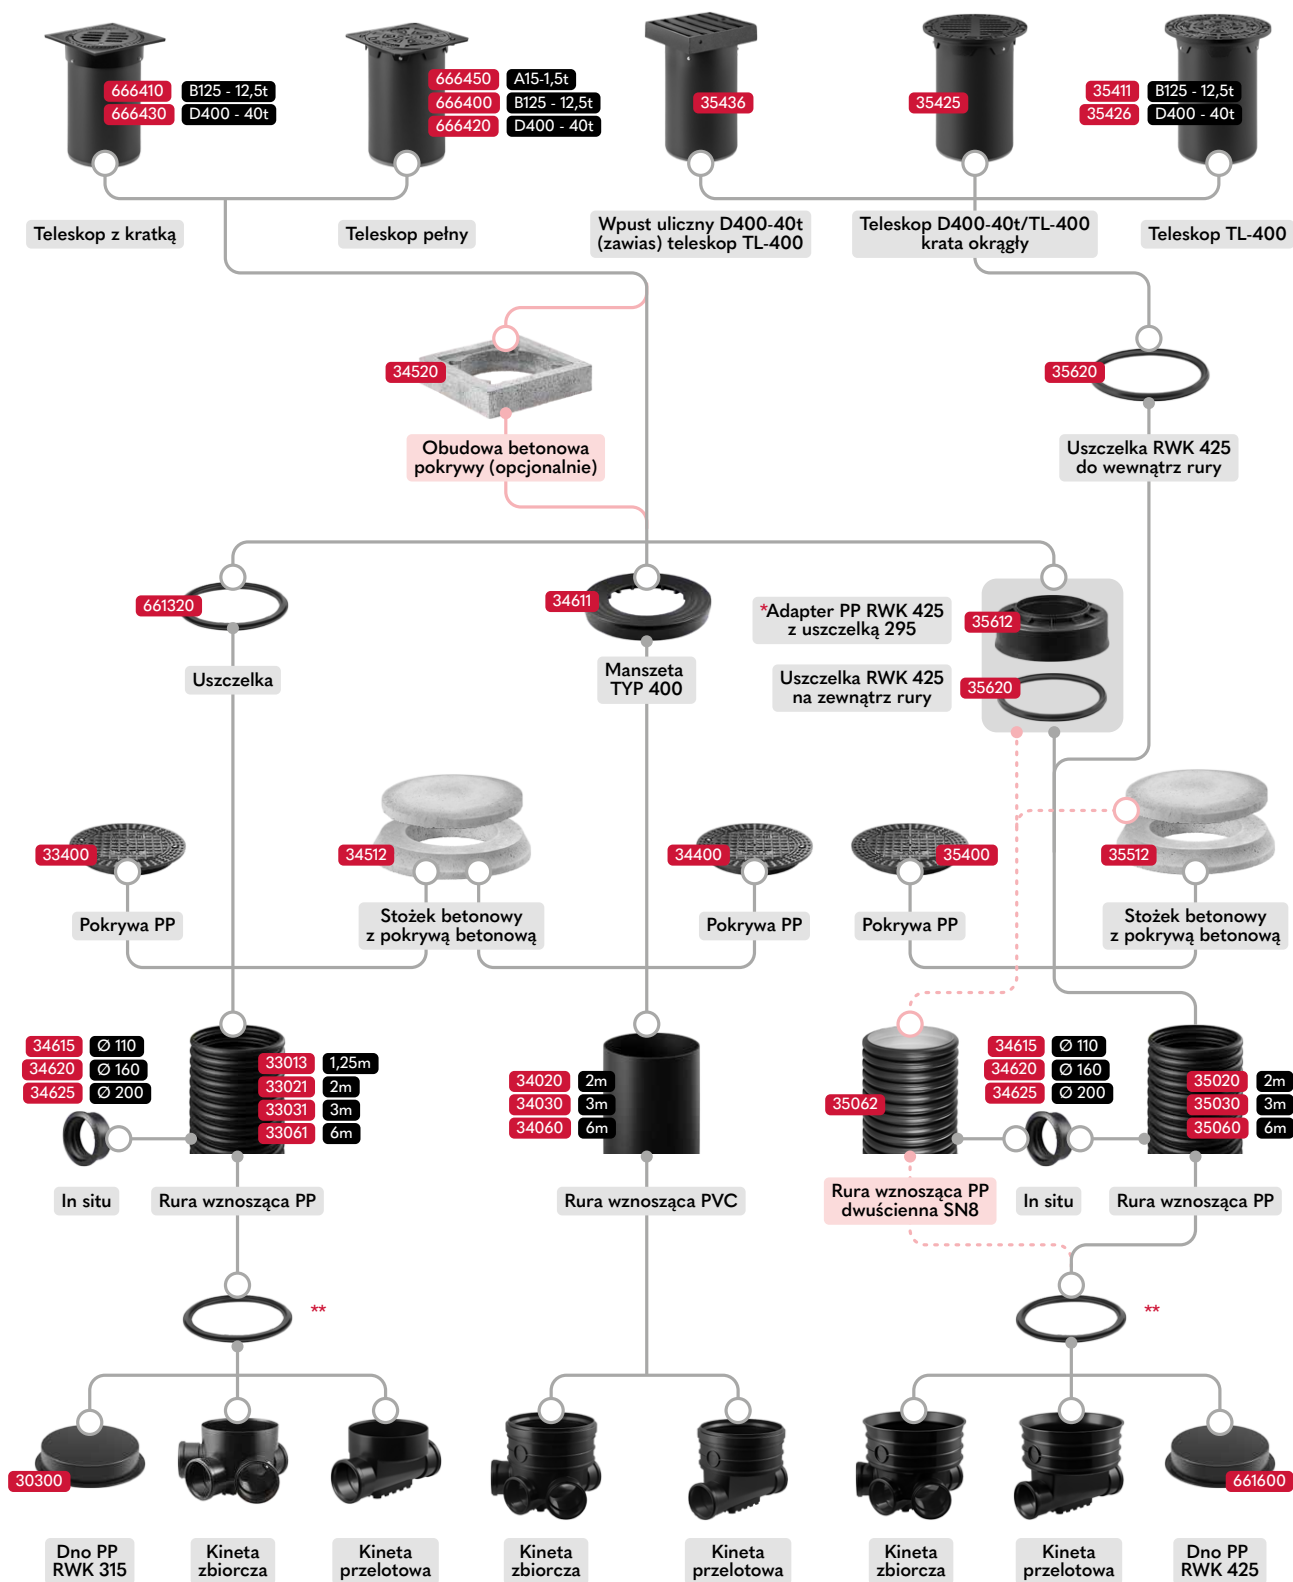 666410 B125 - 12,5t
666430 D400 - 40t
666450 A15-1,5t
666400 B125 - 12,5t
666420 D400 - 40t
35436
35425
35411 B125 - 12,5t
35426 D400 - 40t
Teleskop z kratką
Teleskop pełny
Wpust uliczny D400-40t
(zawias) teleskop TL-400
Teleskop D400-40t/TL-400
krata okrągły
Teleskop TL-400
34520
Obudowa betonowa
pokrywy (opcjonalnie)
35620
Uszczelka RWK 425
do wewnątrz rury
661320
Uszczelka
34611
Manszeta
TYP 400
*Adapter PP RWK 425
z uszczelką 295
35612
Uszczelka RWK 425
na zewnątrz rury
35620
33400
Pokrywa PP
34512
Stożek betonowy
z pokrywą betonową
34400
Pokrywa PP
35400
Pokrywa PP
35512
Stożek betonowy
z pokrywą betonową
34615 Ø 110
34620 Ø 160
34625 Ø 200
In situ
33013 1,25m
33021 2m
33031 3m
33061 6m
Rura wznosząca PP
34020 2m
34030 3m
34060 6m
Rura wznosząca PVC
35062
Rura wznosząca PP
dwuścienna SN8
34615 Ø 110
34620 Ø 160
34625 Ø 200
In situ
35020 2m
35030 3m
35060 6m
Rura wznosząca PP
**
**
30300
Dno PP
RWK 315
Kineta
zbiorcza
Kineta
przelotowa
Kineta
zbiorcza
Kineta
przelotowa
Kineta
zbiorcza
Kineta
przelotowa
661600
Dno PP
RWK 425